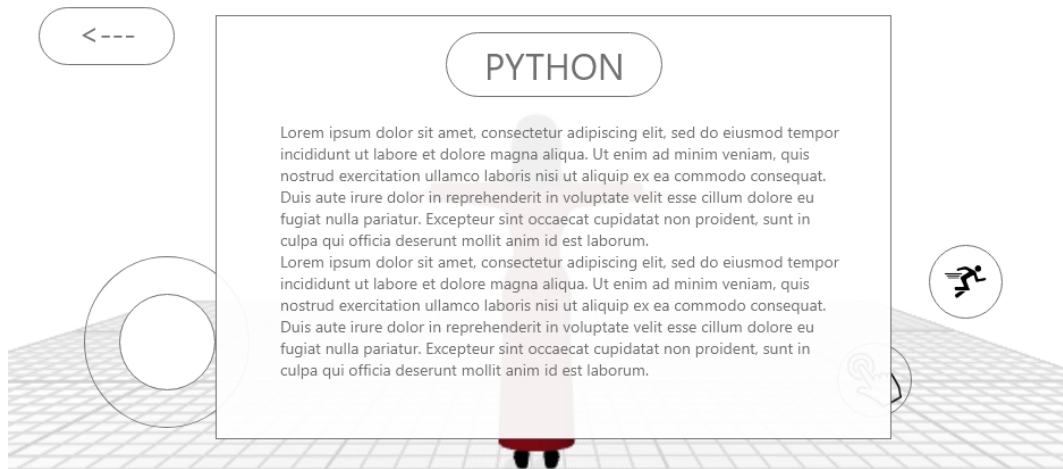 <---
PYTHON
Lorem ipsum dolor sit amet, consectetur adipiscing elit, sed do eiusmod tempor
incididunt ut labore et dolore magna aliqua. Ut enim ad minim veniam, quis
nostrud exercitation ullamco laboris nisi ut aliquip ex ea commodo consequat.
Duis aute irure dolor in reprehenderit in voluptate velit esse cillum dolore eu
fugiat nulla pariatur. Excepteur sint occaecat cupidatat non proident, sunt in
culpa qui officia deserunt mollit anim id est laborum.
Lorem ipsum dolor sit amet, consectetur adipiscing elit, sed do eiusmod tempor
incididunt ut labore et dolore magna aliqua. Ut enim ad minim veniam, quis
nostrud exercitation ullamco laboris nisi ut aliquip ex ea commodo consequat.
Duis aute irure dolor in reprehenderit in voluptate velit esse cillum dolore eu
fugiat nulla pariatur. Excepteur sint occaecat cupidatat non proident, sunt in
culpa qui officia deserunt mollit anim id est laborum.